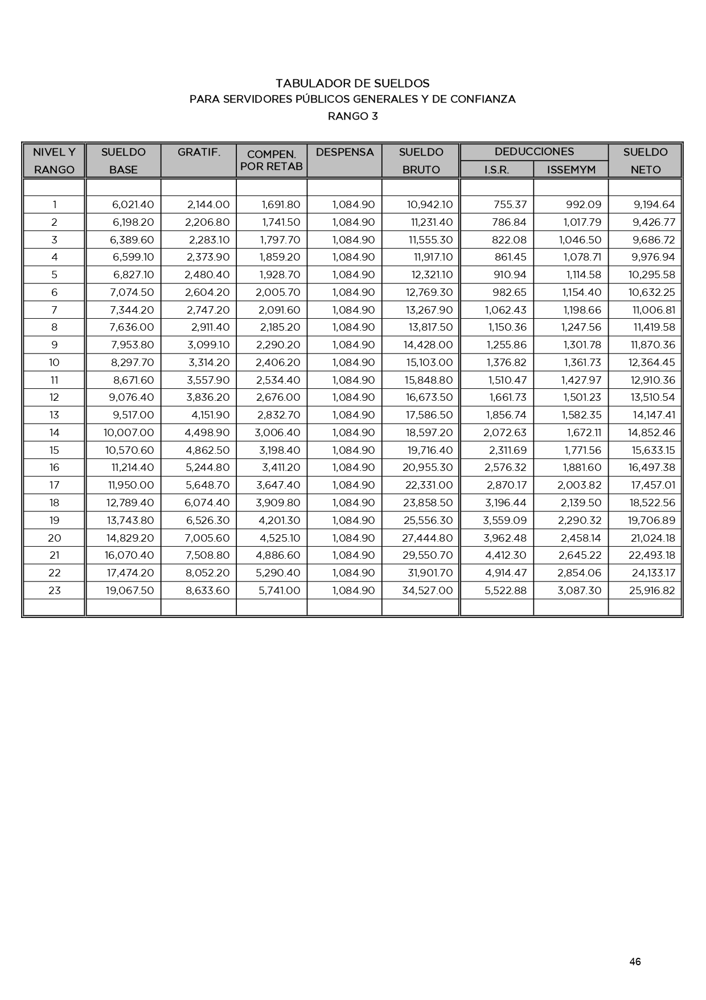 TABULADOR DE SUELDOS
PARA SERVIDORES PÚBLICOS GENERALES Y DE CONFIANZA
RANGO 3
NIVEL Y RANGO SUELDO BASE GRATIF. COMPEN. POR RETAB DESPENSA SUELDO BRUTO DEDUCCIONES I.S.R. ISSEMYM SUELDO NETO
1 6,021.40 2,144.00 1,691.80 1,084.90 10,942.10 755.37 992.09 9,194.64
2 6,198.20 2,206.80 1,741.50 1,084.90 11,231.40 786.84 1,017.79 9,426.77
3 6,389.60 2,283.10 1,797.70 1,084.90 11,555.30 822.08 1,046.50 9,686.72
4 6,599.10 2,373.90 1,859.20 1,084.90 11,917.10 861.45 1,078.71 9,976.94
5 6,827.10 2,480.40 1,928.70 1,084.90 12,321.10 910.94 1,114.58 10,295.58
6 7,074.50 2,604.20 2,005.70 1,084.90 12,769.30 982.65 1,154.40 10,632.25
7 7,344.20 2,747.20 2,091.60 1,084.90 13,267.90 1,062.43 1,198.66 11,006.81
8 7,636.00 2,911.40 2,185.20 1,084.90 13,817.50 1,150.36 1,247.56 11,419.58
9 7,953.80 3,099.10 2,290.20 1,084.90 14,428.00 1,255.86 1,301.78 11,870.36
10 8,297.70 3,314.20 2,406.20 1,084.90 15,103.00 1,376.82 1,361.73 12,364.45
11 8,671.60 3,557.90 2,534.40 1,084.90 15,848.80 1,510.47 1,427.97 12,910.36
12 9,076.40 3,836.20 2,676.00 1,084.90 16,673.50 1,661.73 1,501.23 13,510.54
13 9,517.00 4,151.90 2,832.70 1,084.90 17,586.50 1,856.74 1,582.35 14,147.41
14 10,007.00 4,498.90 3,006.40 1,084.90 18,597.20 2,072.63 1,672.11 14,852.46
15 10,570.60 4,862.50 3,198.40 1,084.90 19,716.40 2,311.69 1,771.56 15,633.15
16 11,214.40 5,244.80 3,411.20 1,084.90 20,955.30 2,576.32 1,881.60 16,497.38
17 11,950.00 5,648.70 3,647.40 1,084.90 22,331.00 2,870.17 2,003.82 17,457.01
18 12,789.40 6,074.40 3,909.80 1,084.90 23,858.50 3,196.44 2,139.50 18,522.56
19 13,743.80 6,526.30 4,201.30 1,084.90 25,556.30 3,559.09 2,290.32 19,706.89
20 14,829.20 7,005.60 4,525.10 1,084.90 27,444.80 3,962.48 2,458.14 21,024.18
21 16,070.40 7,508.80 4,886.60 1,084.90 29,550.70 4,412.30 2,645.22 22,493.18
22 17,474.20 8,052.20 5,290.40 1,084.90 31,901.70 4,914.47 2,854.06 24,133.17
23 19,067.50 8,633.60 5,741.00 1,084.90 34,527.00 5,522.88 3,087.30 25,916.82
46